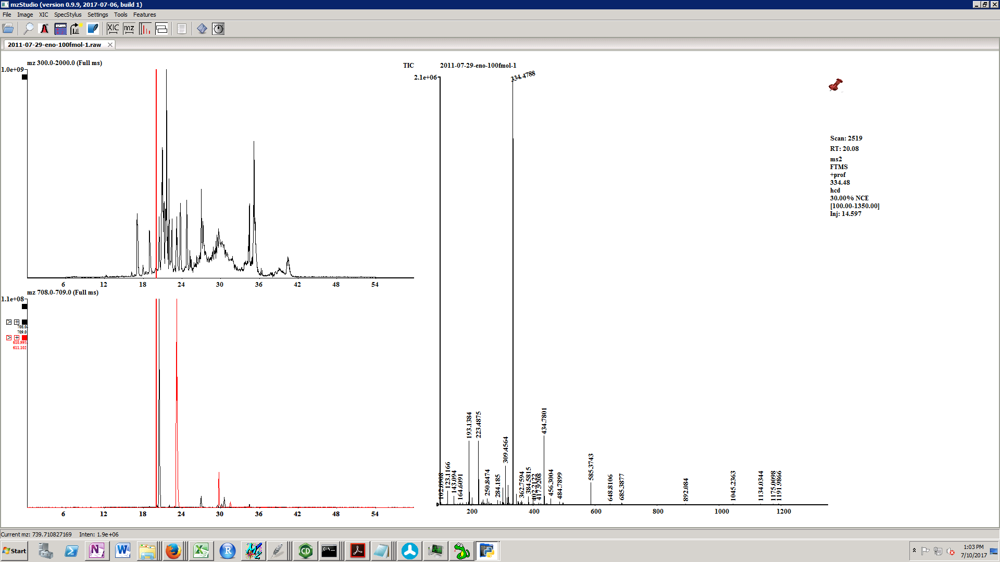 mzStudio (version 0.9.9, 2017-07-06, build 1)
File Image XIC SpecStylus Settings Tools Features
XIC mz
2011-07-29-eno-100fmol-1.raw
mz 300.0-2000.0 (Full ms)
1.0e+09
6 12 18 24 30 36 42 48 54
mz 708.0-709.0 (Full ms)
1.1e+08
708.0-
709.0
610.995-
611.102
6 12 18 24 30 36 42 48 54
TIC 2011-07-29-eno-100fmol-1
2.1e+06
334.4788
102.0908
123.1166
143.094
164.6091
193.1384
223.4875
250.8474
284.185
309.4564
362.7594
384.5815
402.2122
417.9208
434.7801
456.3004
484.7899
585.3743
648.8106
685.3877
892.084
1045.2363
1134.0344
1175.0098
1191.9866
200 400 600 800 1000 1200
Scan: 2519
RT: 20.08
ms2
FTMS
+prof
334.48
hcd
30.00% NCE
[100.00-1350.00]
Inj: 14.597
Current mz: 739.710827169 Inten: 1.9e+06
Start
1:03 PM
7/10/2017